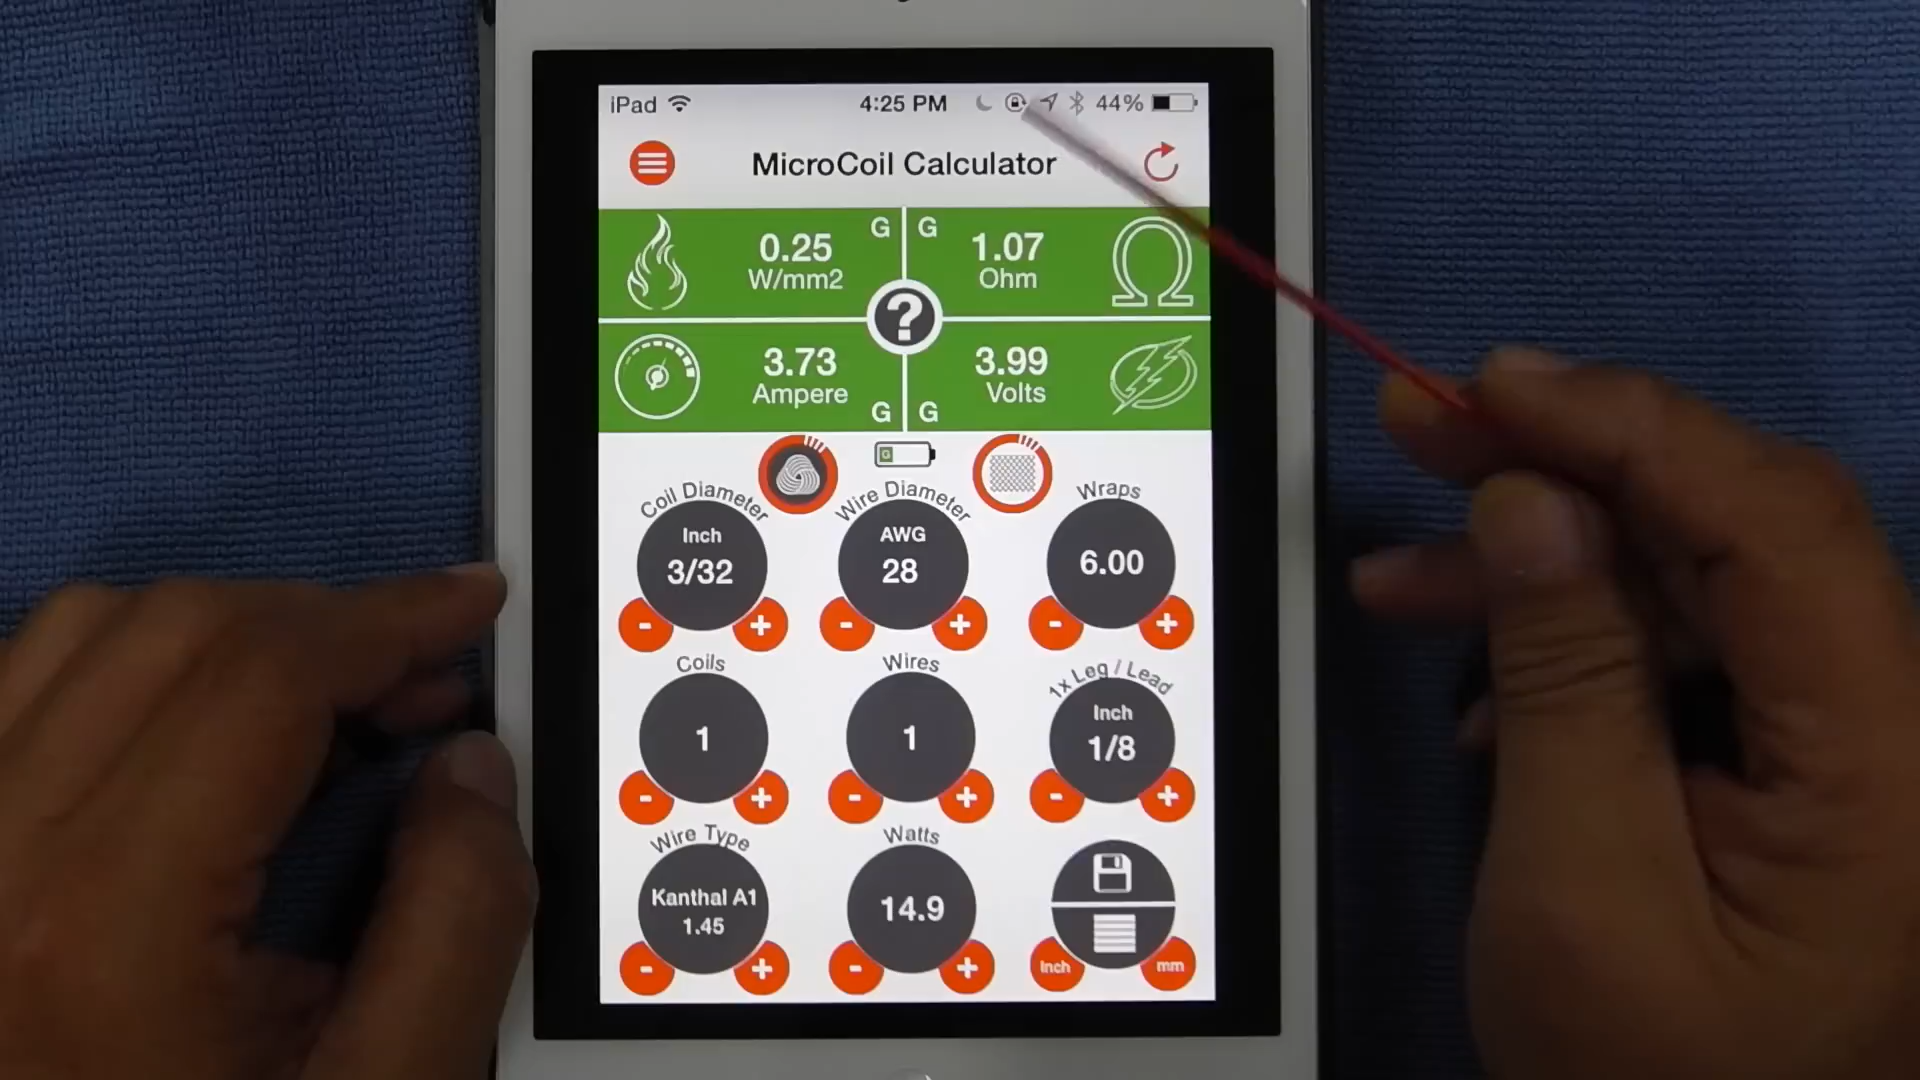 iPad 4:25 PM 44%
MicroCoil Calculator
0.25
W/mm2
G
G
1.07
Ohm
?
3.73
Ampere
G
G
3.99
Volts
G
Coil Diameter
Inch
3/32
- +
Wire Diameter
AWG
28
- +
Wraps
6.00
- +
Coils
1
- +
Wires
1
- +
1x Leg / Lead
Inch
1/8
- +
Wire Type
Kanthal A1
1.45
- +
Watts
14.9
- +
Inch
mm